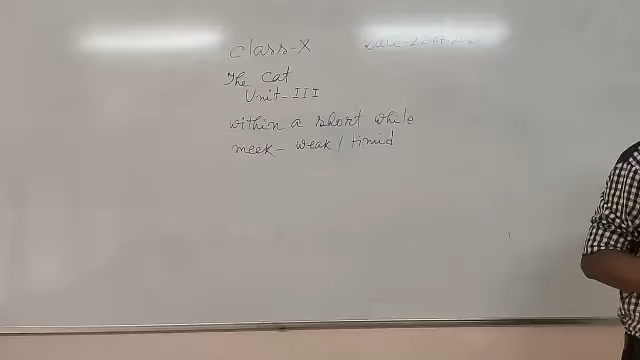 class-X
The Cat
Unit-III
within a short while
meek- weak/timid